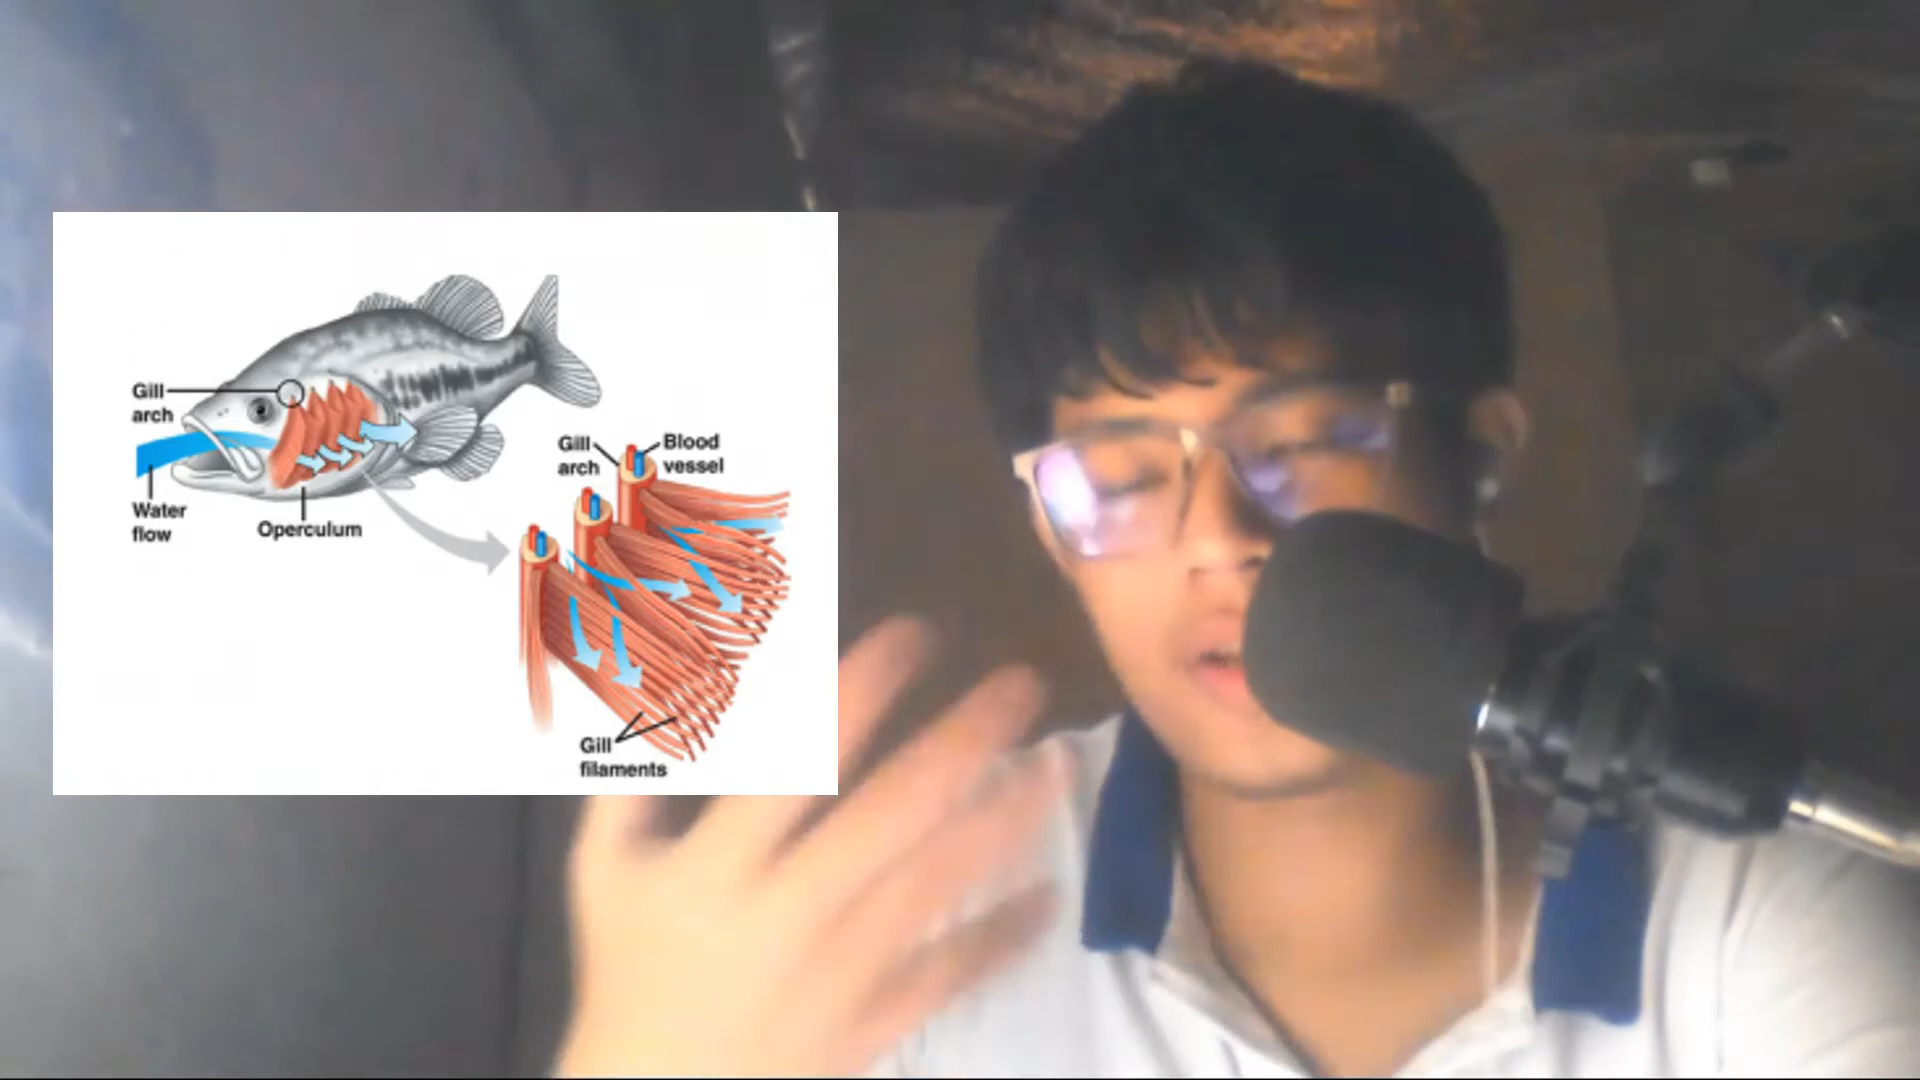 Gill
arch
Water
flow
Operculum
Gill
arch
Blood
vessel
Gill
filaments